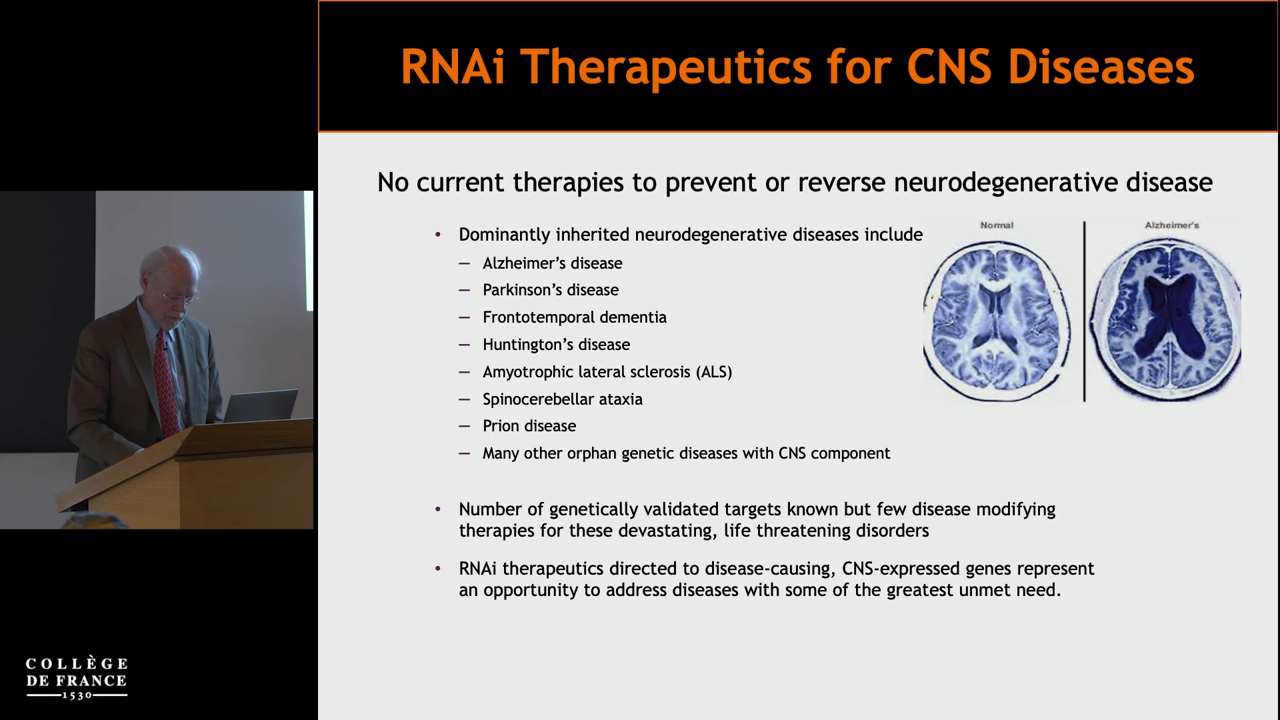 RNAi Therapeutics for CNS Diseases
No current therapies to prevent or reverse neurodegenerative disease
• Dominantly inherited neurodegenerative diseases include
— Alzheimer’s disease
— Parkinson’s disease
— Frontotemporal dementia
— Huntington’s disease
— Amyotrophic lateral sclerosis (ALS)
— Spinocerebellar ataxia
— Prion disease
— Many other orphan genetic diseases with CNS component
Normal
Alzheimer's
• Number of genetically validated targets known but few disease modifying
therapies for these devastating, life threatening disorders
• RNAi therapeutics directed to disease-causing, CNS-expressed genes represent
an opportunity to address diseases with some of the greatest unmet need.
COLLÈGE
DE FRANCE
1530